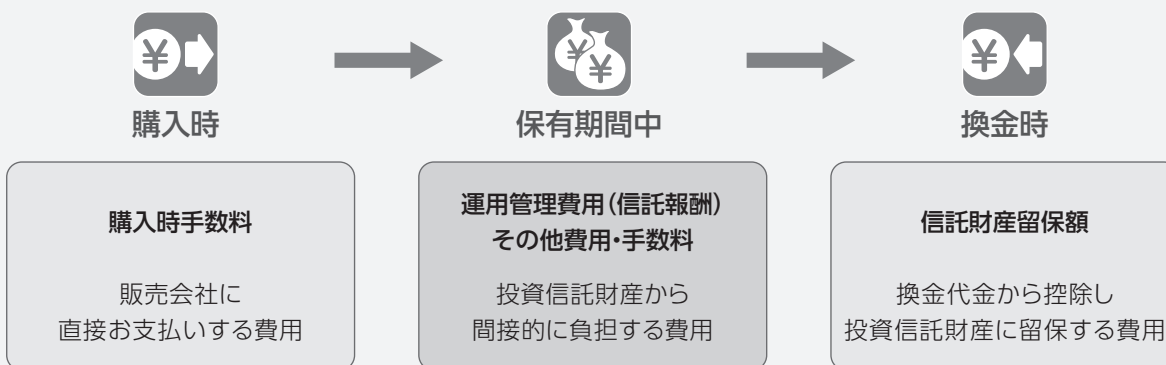 購入時
保有期間中
換金時
購入時手数料
販売会社に
直接お支払いする費用
運用管理費用(信託報酬)
その他費用・手数料
投資信託財産から
間接的に負担する費用
信託財産留保額
換金代金から控除し
投資信託財産に留保する費用